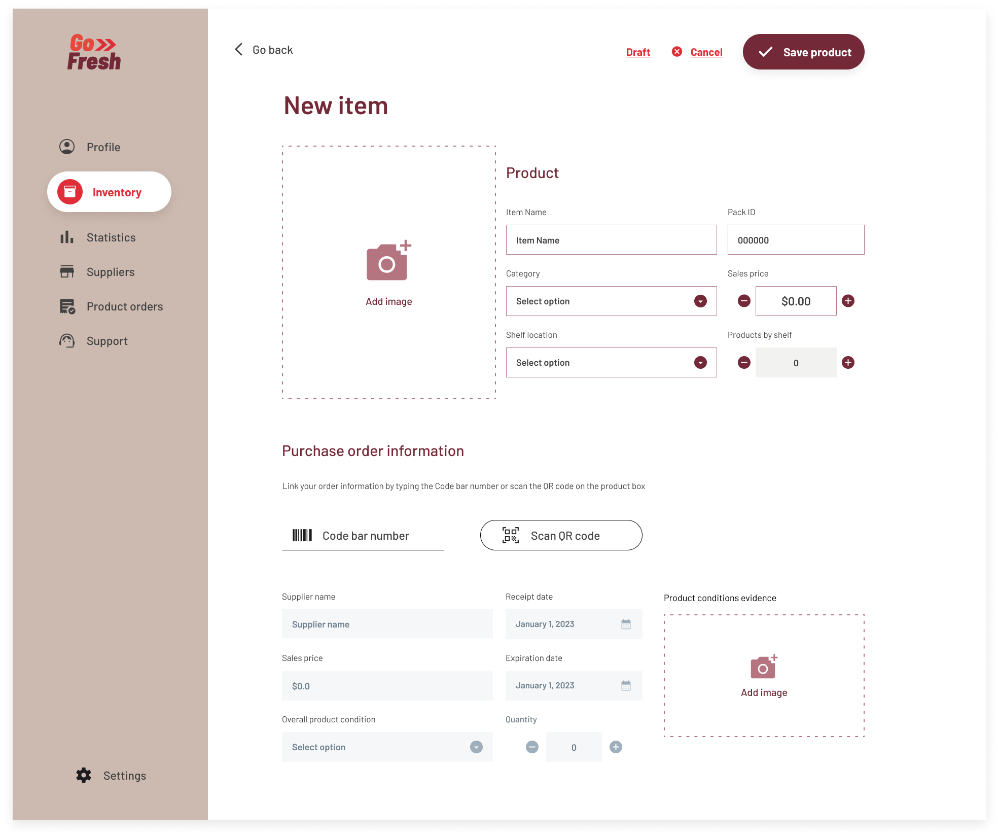 Go
Fresh
Profile
Inventory
Statistics
Suppliers
Product orders
Support
Settings
Go back
Draft
Cancel
Save product
New item
Add image
Product
Item Name
Pack ID
Item Name
000000
Category
Sales price
Select option
$0.00
Shelf location
Products by shelf
Select option
0
Purchase order information
Link your order information by typing the Code bar number or scan the QR code on the product box
Code bar number
Scan QR code
Supplier name
Receipt date
Product conditions evidence
Supplier name
January 1, 2023
Sales price
Expiration date
$0.0
January 1, 2023
Add image
Overall product condition
Quantity
Select option
0